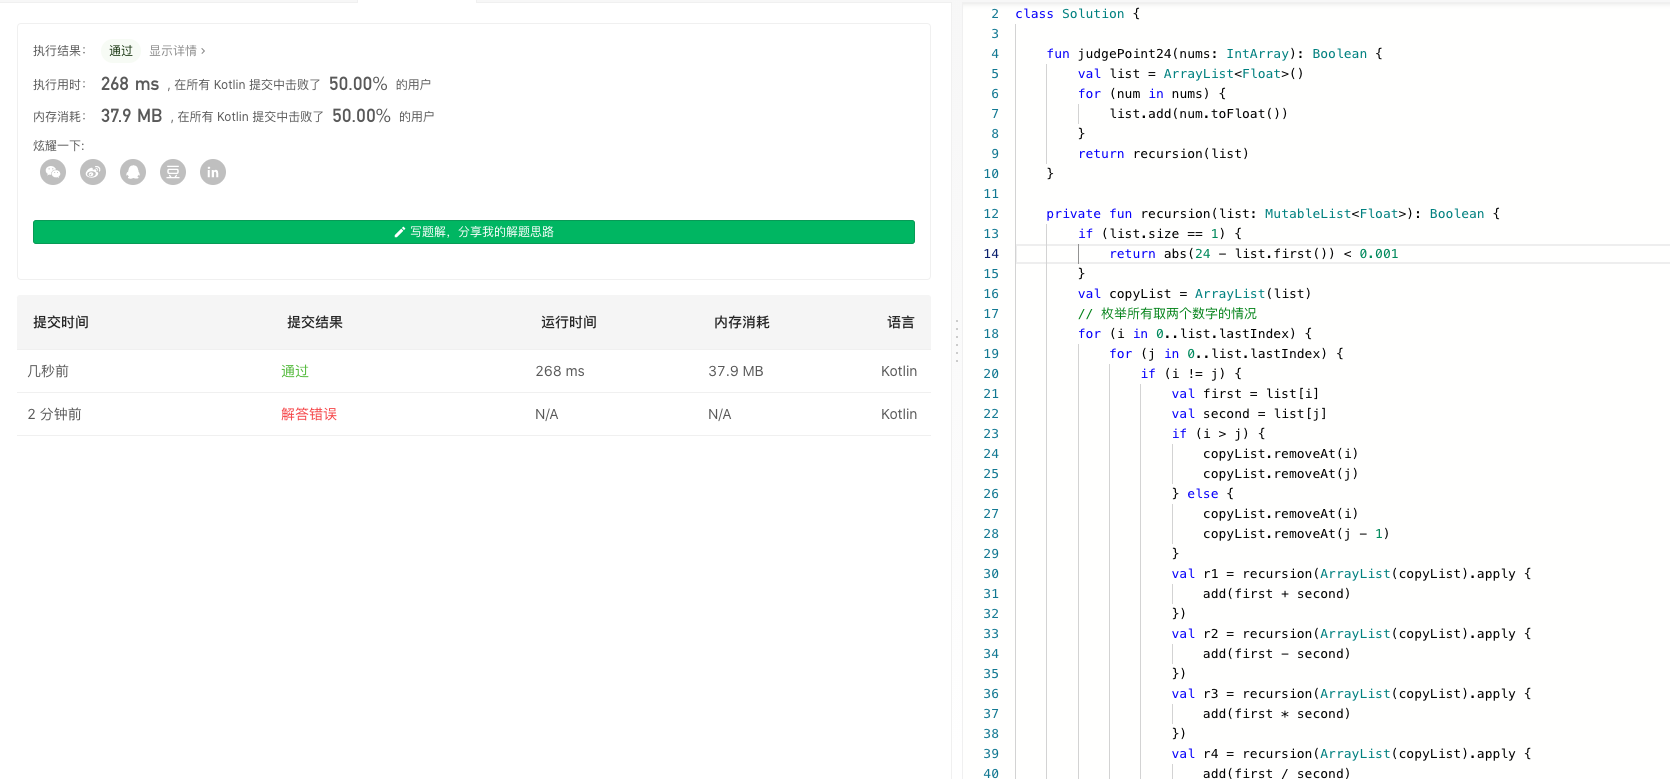 执行结果： 通过 显示详情 ›
执行用时： 268 ms , 在所有 Kotlin 提交中击败了 50.00% 的用户
内存消耗： 37.9 MB , 在所有 Kotlin 提交中击败了 50.00% 的用户
炫耀一下:
写题解，分享我的解题思路
提交时间 提交结果 运行时间 内存消耗 语言
几秒前 通过 268 ms 37.9 MB Kotlin
2 分钟前 解答错误 N/A N/A Kotlin
2 class Solution {
3
4 fun judgePoint24(nums: IntArray): Boolean {
5 val list = ArrayList<Float>()
6 for (num in nums) {
7 list.add(num.toFloat())
8 }
9 return recursion(list)
10 }
11
12 private fun recursion(list: MutableList<Float>): Boolean {
13 if (list.size == 1) {
14 return abs(24 - list.first()) < 0.001
15 }
16 val copyList = ArrayList(list)
17 // 枚举所有取两个数字的情况
18 for (i in 0..list.lastIndex) {
19 for (j in 0..list.lastIndex) {
20 if (i != j) {
21 val first = list[i]
22 val second = list[j]
23 if (i > j) {
24 copyList.removeAt(i)
25 copyList.removeAt(j)
26 } else {
27 copyList.removeAt(i)
28 copyList.removeAt(j - 1)
29 }
30 val r1 = recursion(ArrayList(copyList).apply {
31 add(first + second)
32 })
33 val r2 = recursion(ArrayList(copyList).apply {
34 add(first - second)
35 })
36 val r3 = recursion(ArrayList(copyList).apply {
37 add(first * second)
38 })
39 val r4 = recursion(ArrayList(copyList).apply {
40 add(first / second)